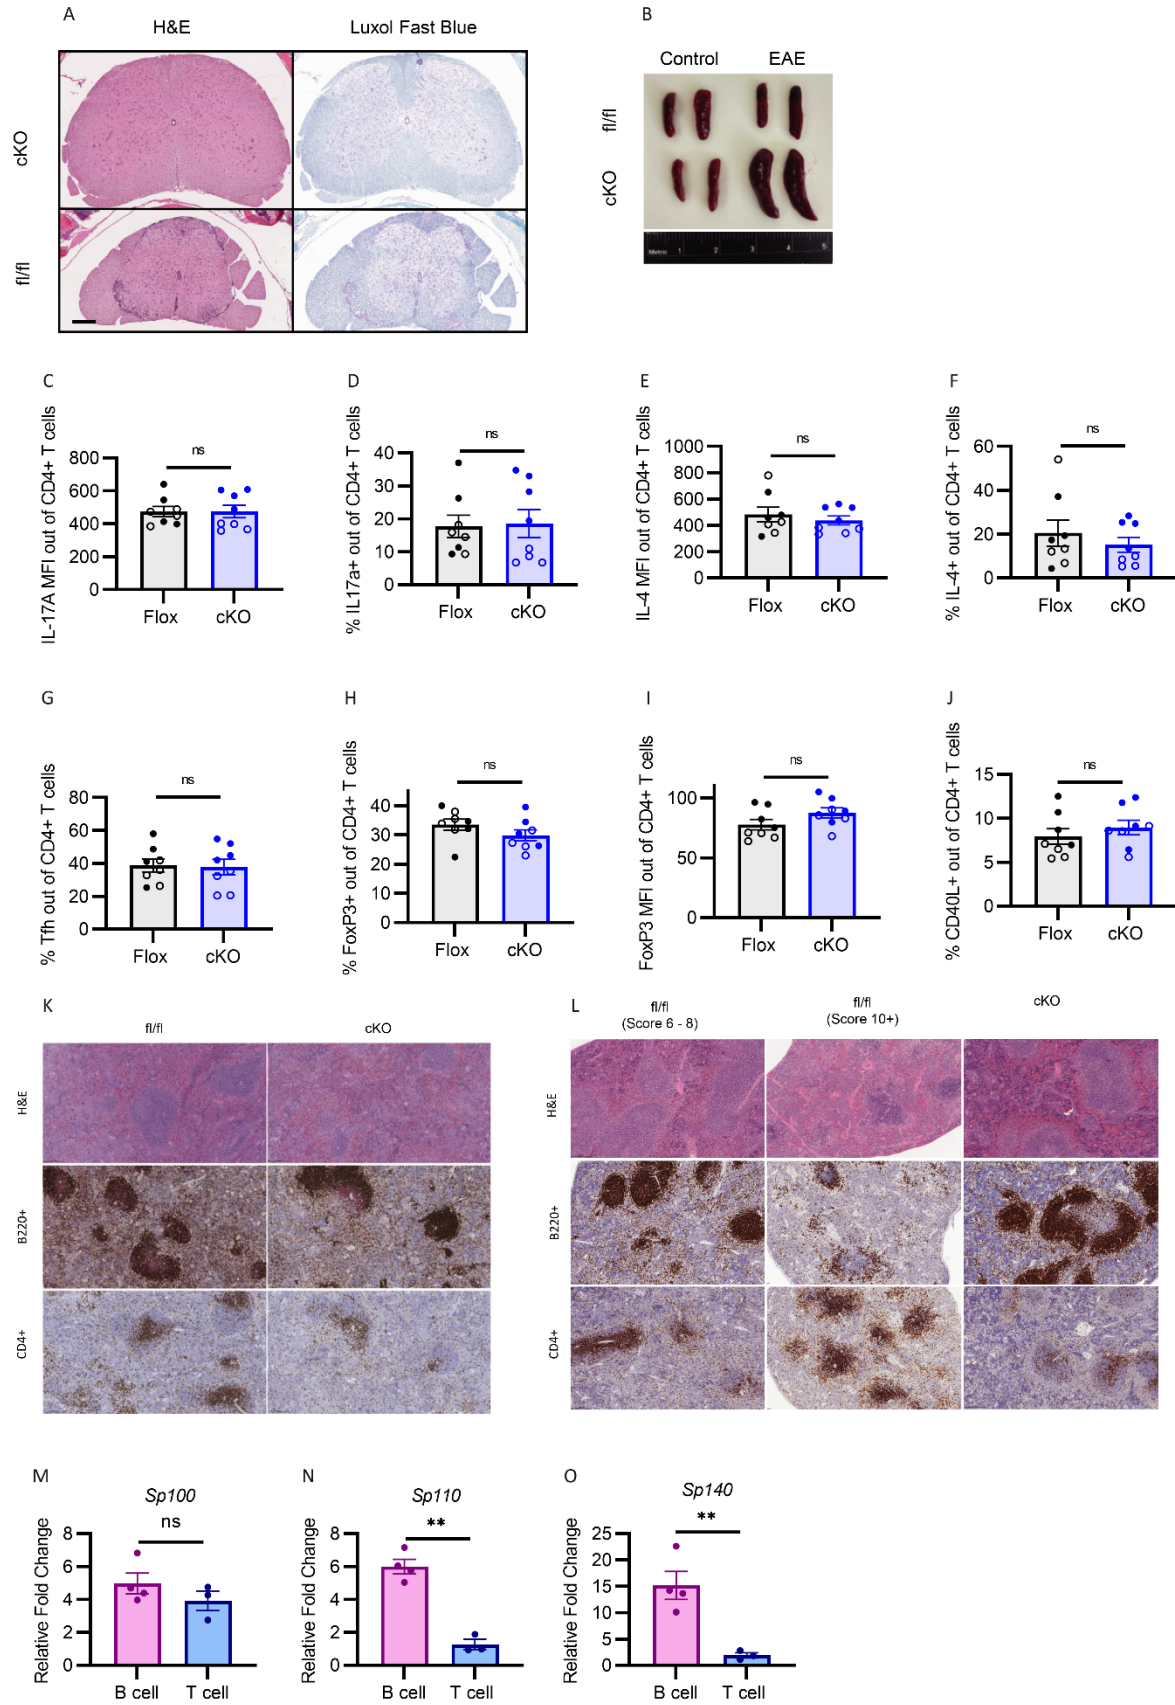 A
H&E
Luxol Fast Blue
cKO
fl/fl
B
Control
EAE
fl/fl
cKO
Metric 1 2 3 4 5
C
IL-17A MFI out of CD4+ T cells
800
600
400
200
0
ns
Flox
cKO
D
% IL17a+ out of CD4+ T cells
40
30
20
10
0
ns
Flox
cKO
E
IL-4 MFI out of CD4+ T cells
1000
800
600
400
200
0
ns
Flox
cKO
F
% IL-4+ out of CD4+ T cells
60
40
20
0
ns
Flox
cKO
G
% Tfh out of CD4+ T cells
80
60
40
20
0
ns
Flox
cKO
H
% FoxP3+ out of CD4+ T cells
40
30
20
10
0
ns
Flox
cKO
I
FoxP3 MFI out of CD4+ T cells
100
50
0
ns
Flox
cKO
J
% CD40L+ out of CD4+ T cells
15
10
5
0
ns
Flox
cKO
K
fl/fl
cKO
H&E
B220+
CD4+
L
fl/fl
(Score 6 - 8)
fl/fl
(Score 10+)
cKO
H&E
B220+
CD4+
M
Sp100
ns
Relative Fold Change
8
6
4
2
0
B cell
T cell
N
Sp110
**
Relative Fold Change
8
6
4
2
0
B cell
T cell
O
Sp140
**
Relative Fold Change
25
20
15
10
5
0
B cell
T cell